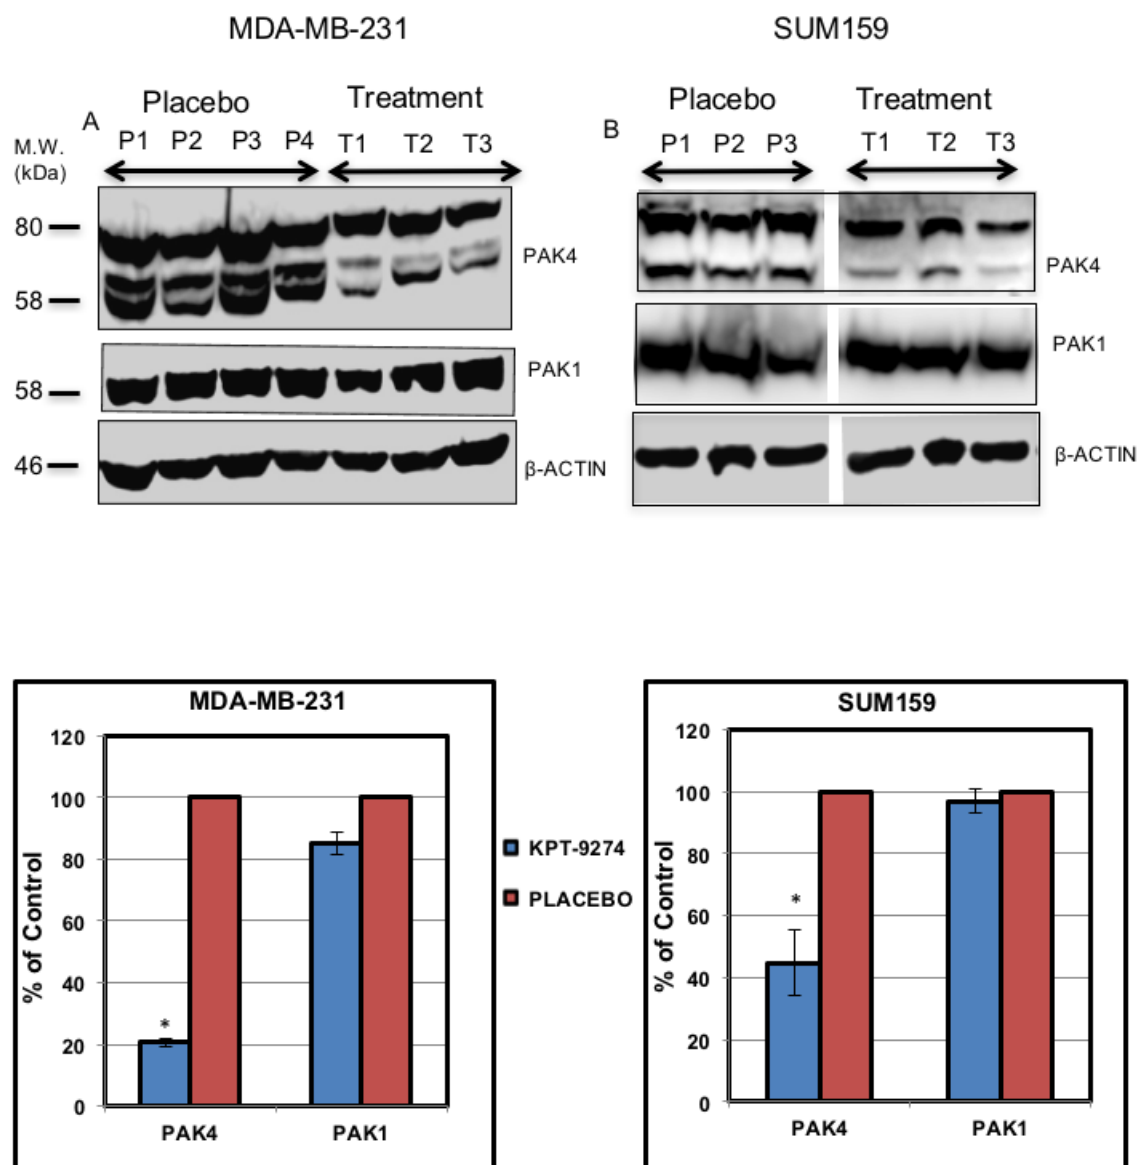 MDA-MB-231 SUM159
Placebo Treatment Placebo Treatment
A P1 P2 P3 P4 T1 T2 T3 B P1 P2 P3 T1 T2 T3
M.W.
(kDa)
80
PAK4 PAK4
58
PAK1 PAK1
58
46 β-ACTIN β-ACTIN
MDA-MB-231
% of Control
120
100
80
60
40
20
0
*
PAK4 PAK1
KPT-9274
PLACEBO
SUM159
% of Control
120
100
80
60
40
20
0
*
PAK4 PAK1